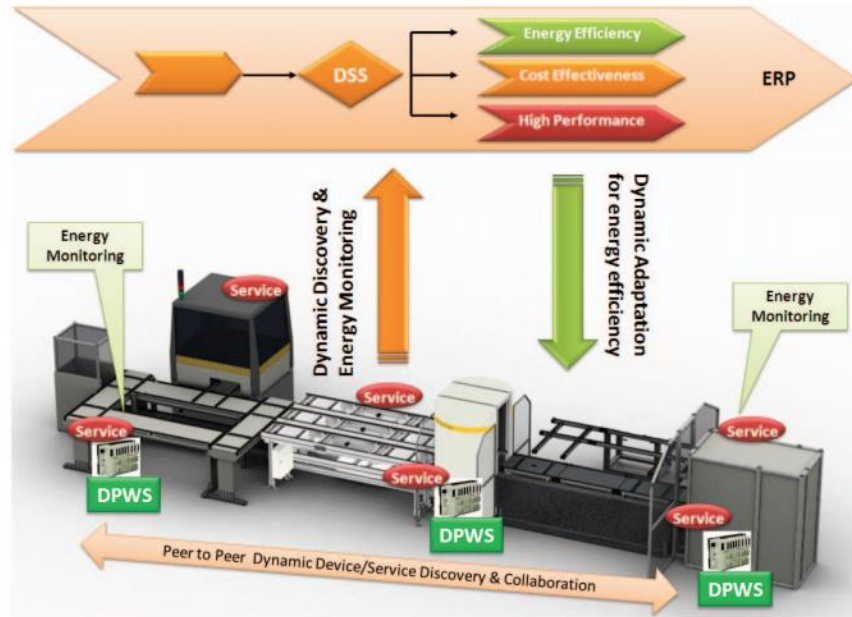 Energy Efficiency
DSS
Cost Effectiveness
ERP
High Performance
Dynamic Discovery &
Energy Monitoring
Dynamic Adaptation
for energy efficiency
Energy
Monitoring
Energy
Monitoring
Service
Service
Service
Service
Service
Service
DPWS
DPWS
DPWS
Peer to Peer Dynamic Device/Service Discovery & Collaboration